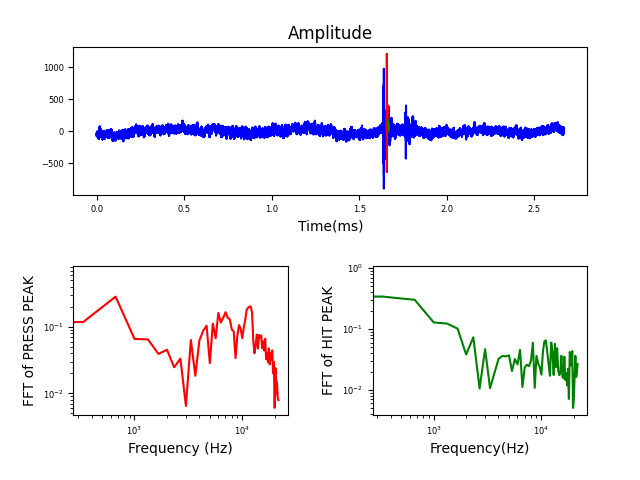 Amplitude
1000
500
0
−500
0.0 0.5 1.0 1.5 2.0 2.5
Time(ms)
FFT of PRESS PEAK
10⁻¹
10⁻²
10³ 10⁴
Frequency (Hz)
FFT of HIT PEAK
10⁰
10⁻¹
10⁻²
10³ 10⁴
Frequency(Hz)